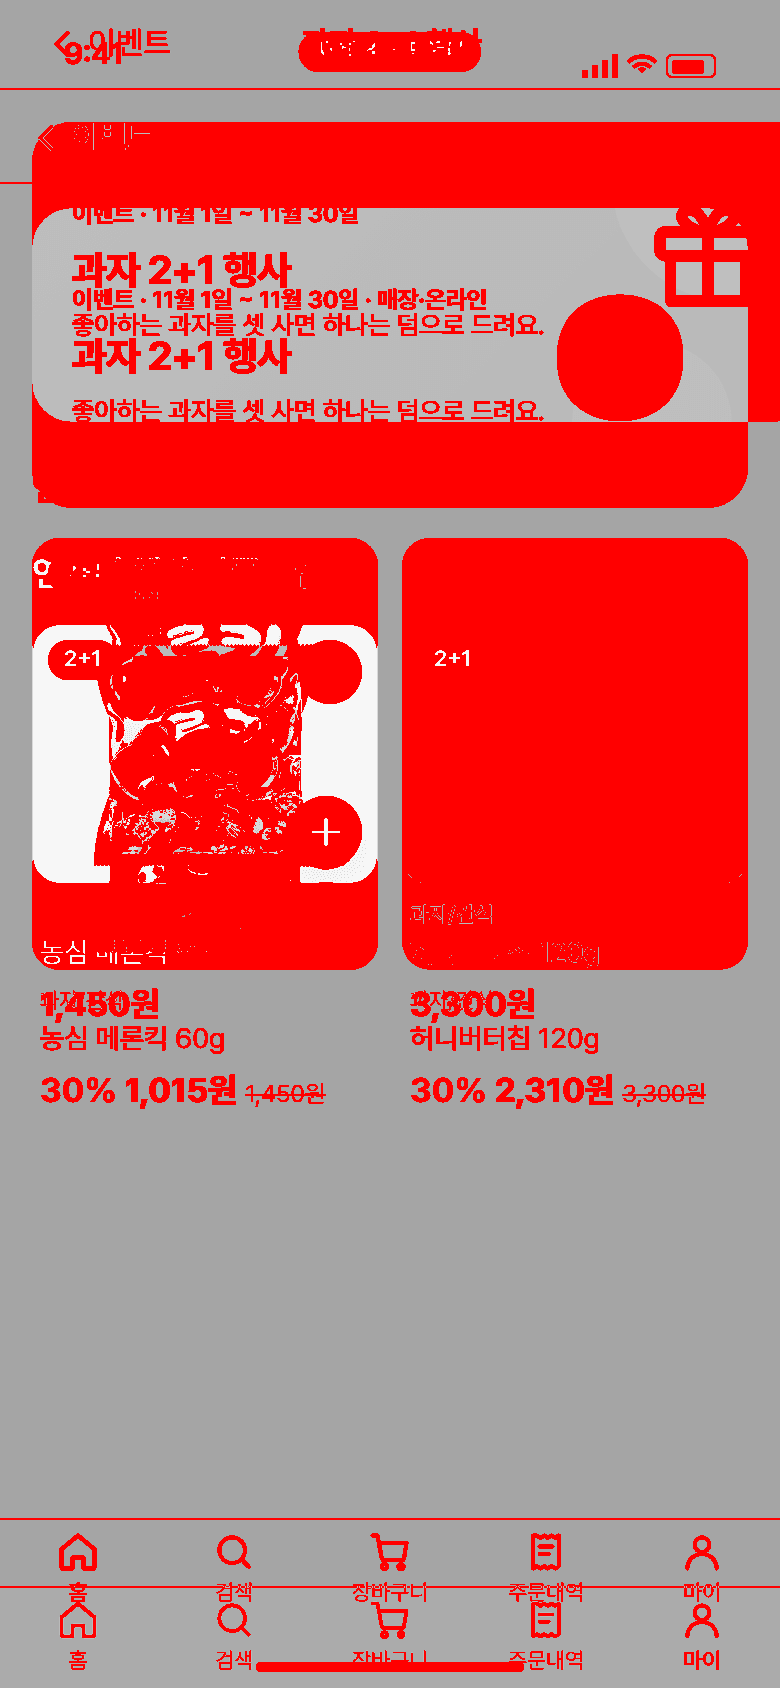 이벤트
9:41
이벤트
이벤트 · 11월 1일 ~ 11월 30일
과자 2+1 행사
이벤트 · 11월 1일 ~ 11월 30일 · 매장·온라인
좋아하는 과자를 셋 사면 하나는 덤으로 드려요.
과자 2+1 행사
좋아하는 과자를 셋 사면 하나는 덤으로 드려요.
2+1 2+1
과자/간식
농심 메론킥 120g
1,450원 3,300원
농심 메론킥 60g 허니버터칩 120g
30% 1,015원 1,450원 30% 2,310원 3,300원
홈 검색 장바구니 주문내역 마이
홈 검색 장바구니 주문내역 마이